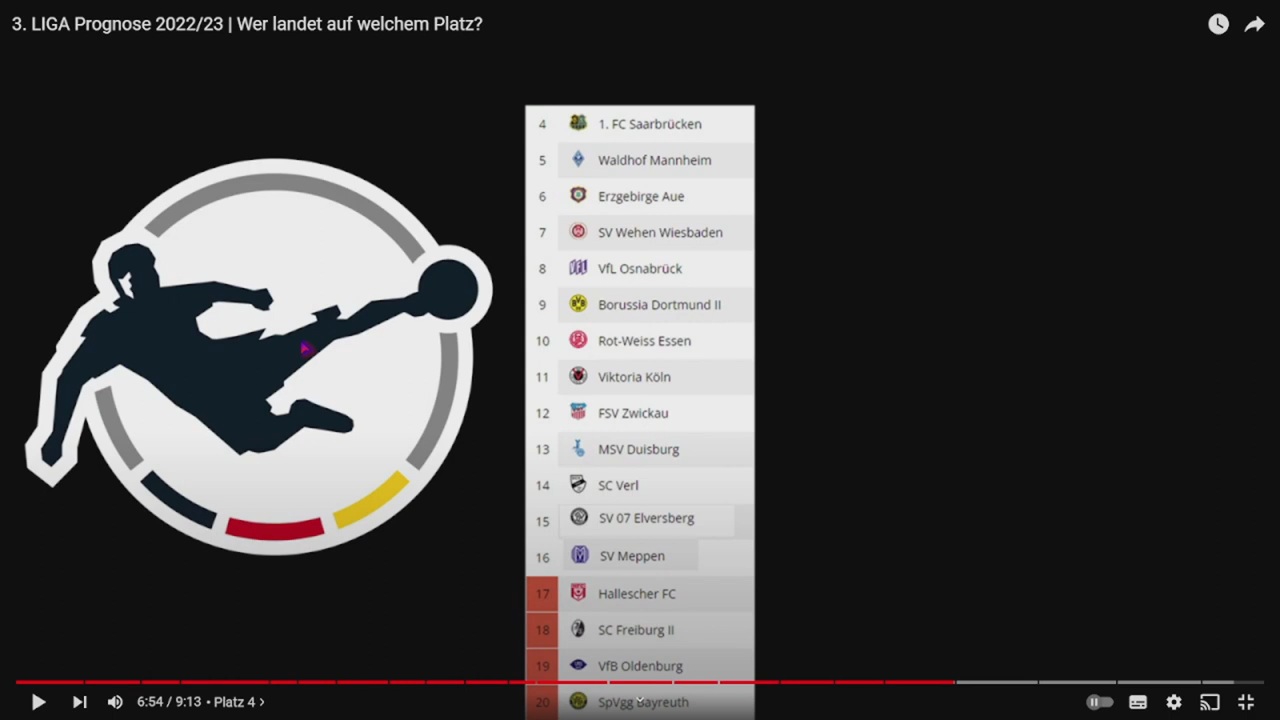 3. LIGA Prognose 2022/23 | Wer landet auf welchem Platz?
4 1. FC Saarbrücken
5 Waldhof Mannheim
6 Erzgebirge Aue
7 SV Wehen Wiesbaden
8 VfL Osnabrück
9 Borussia Dortmund II
10 Rot-Weiss Essen
11 Viktoria Köln
12 FSV Zwickau
13 MSV Duisburg
14 SC Verl
15 SV 07 Elversberg
16 SV Meppen
17 Hallescher FC
18 SC Freiburg II
19 VfB Oldenburg
20 SpVgg Bayreuth
6:54 / 9:13 • Platz 4 >